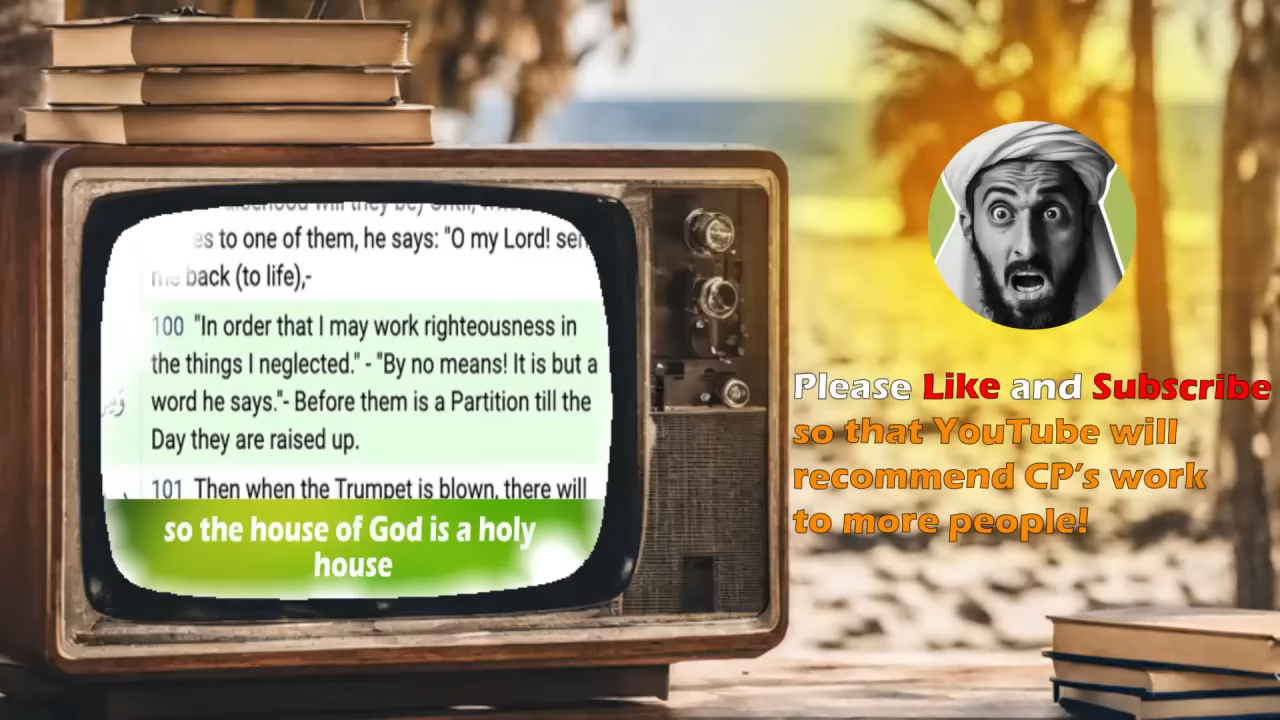 es to one of them, he says: "O my Lord! sen
me back (to life),-
100 "In order that I may work righteousness in
the things I neglected." - "By no means! It is but a
word he says."- Before them is a Partition till the
Day they are raised up.
101 Then when the Trumpet is blown, there will
so the house of God is a holy
house
Please Like and Subscribe
so that YouTube will
recommend CP's work
to more people!